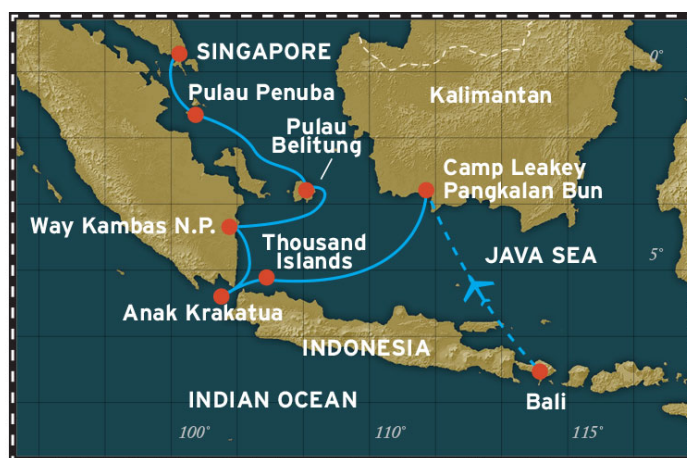 SINGAPORE
0°
Pulau Penuba
Kalimantan
Pulau
Belitung
Camp Leakey
Pangkalan Bun
Way Kambas N.P.
Thousand
Islands
JAVA SEA
5°
Anak Krakatua
INDONESIA
INDIAN OCEAN
Bali
100°
110°
115°